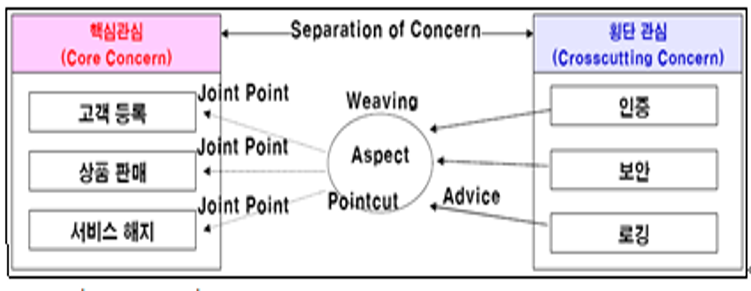 핵심관심
(Core Concern)
Separation of Concern
횡단 관심
(Crosscutting Concern)
고객 등록
상품 판매
서비스 해지
Joint Point
Joint Point
Joint Point
Weaving
Aspect
Pointcut
Advice
인증
보안
로깅